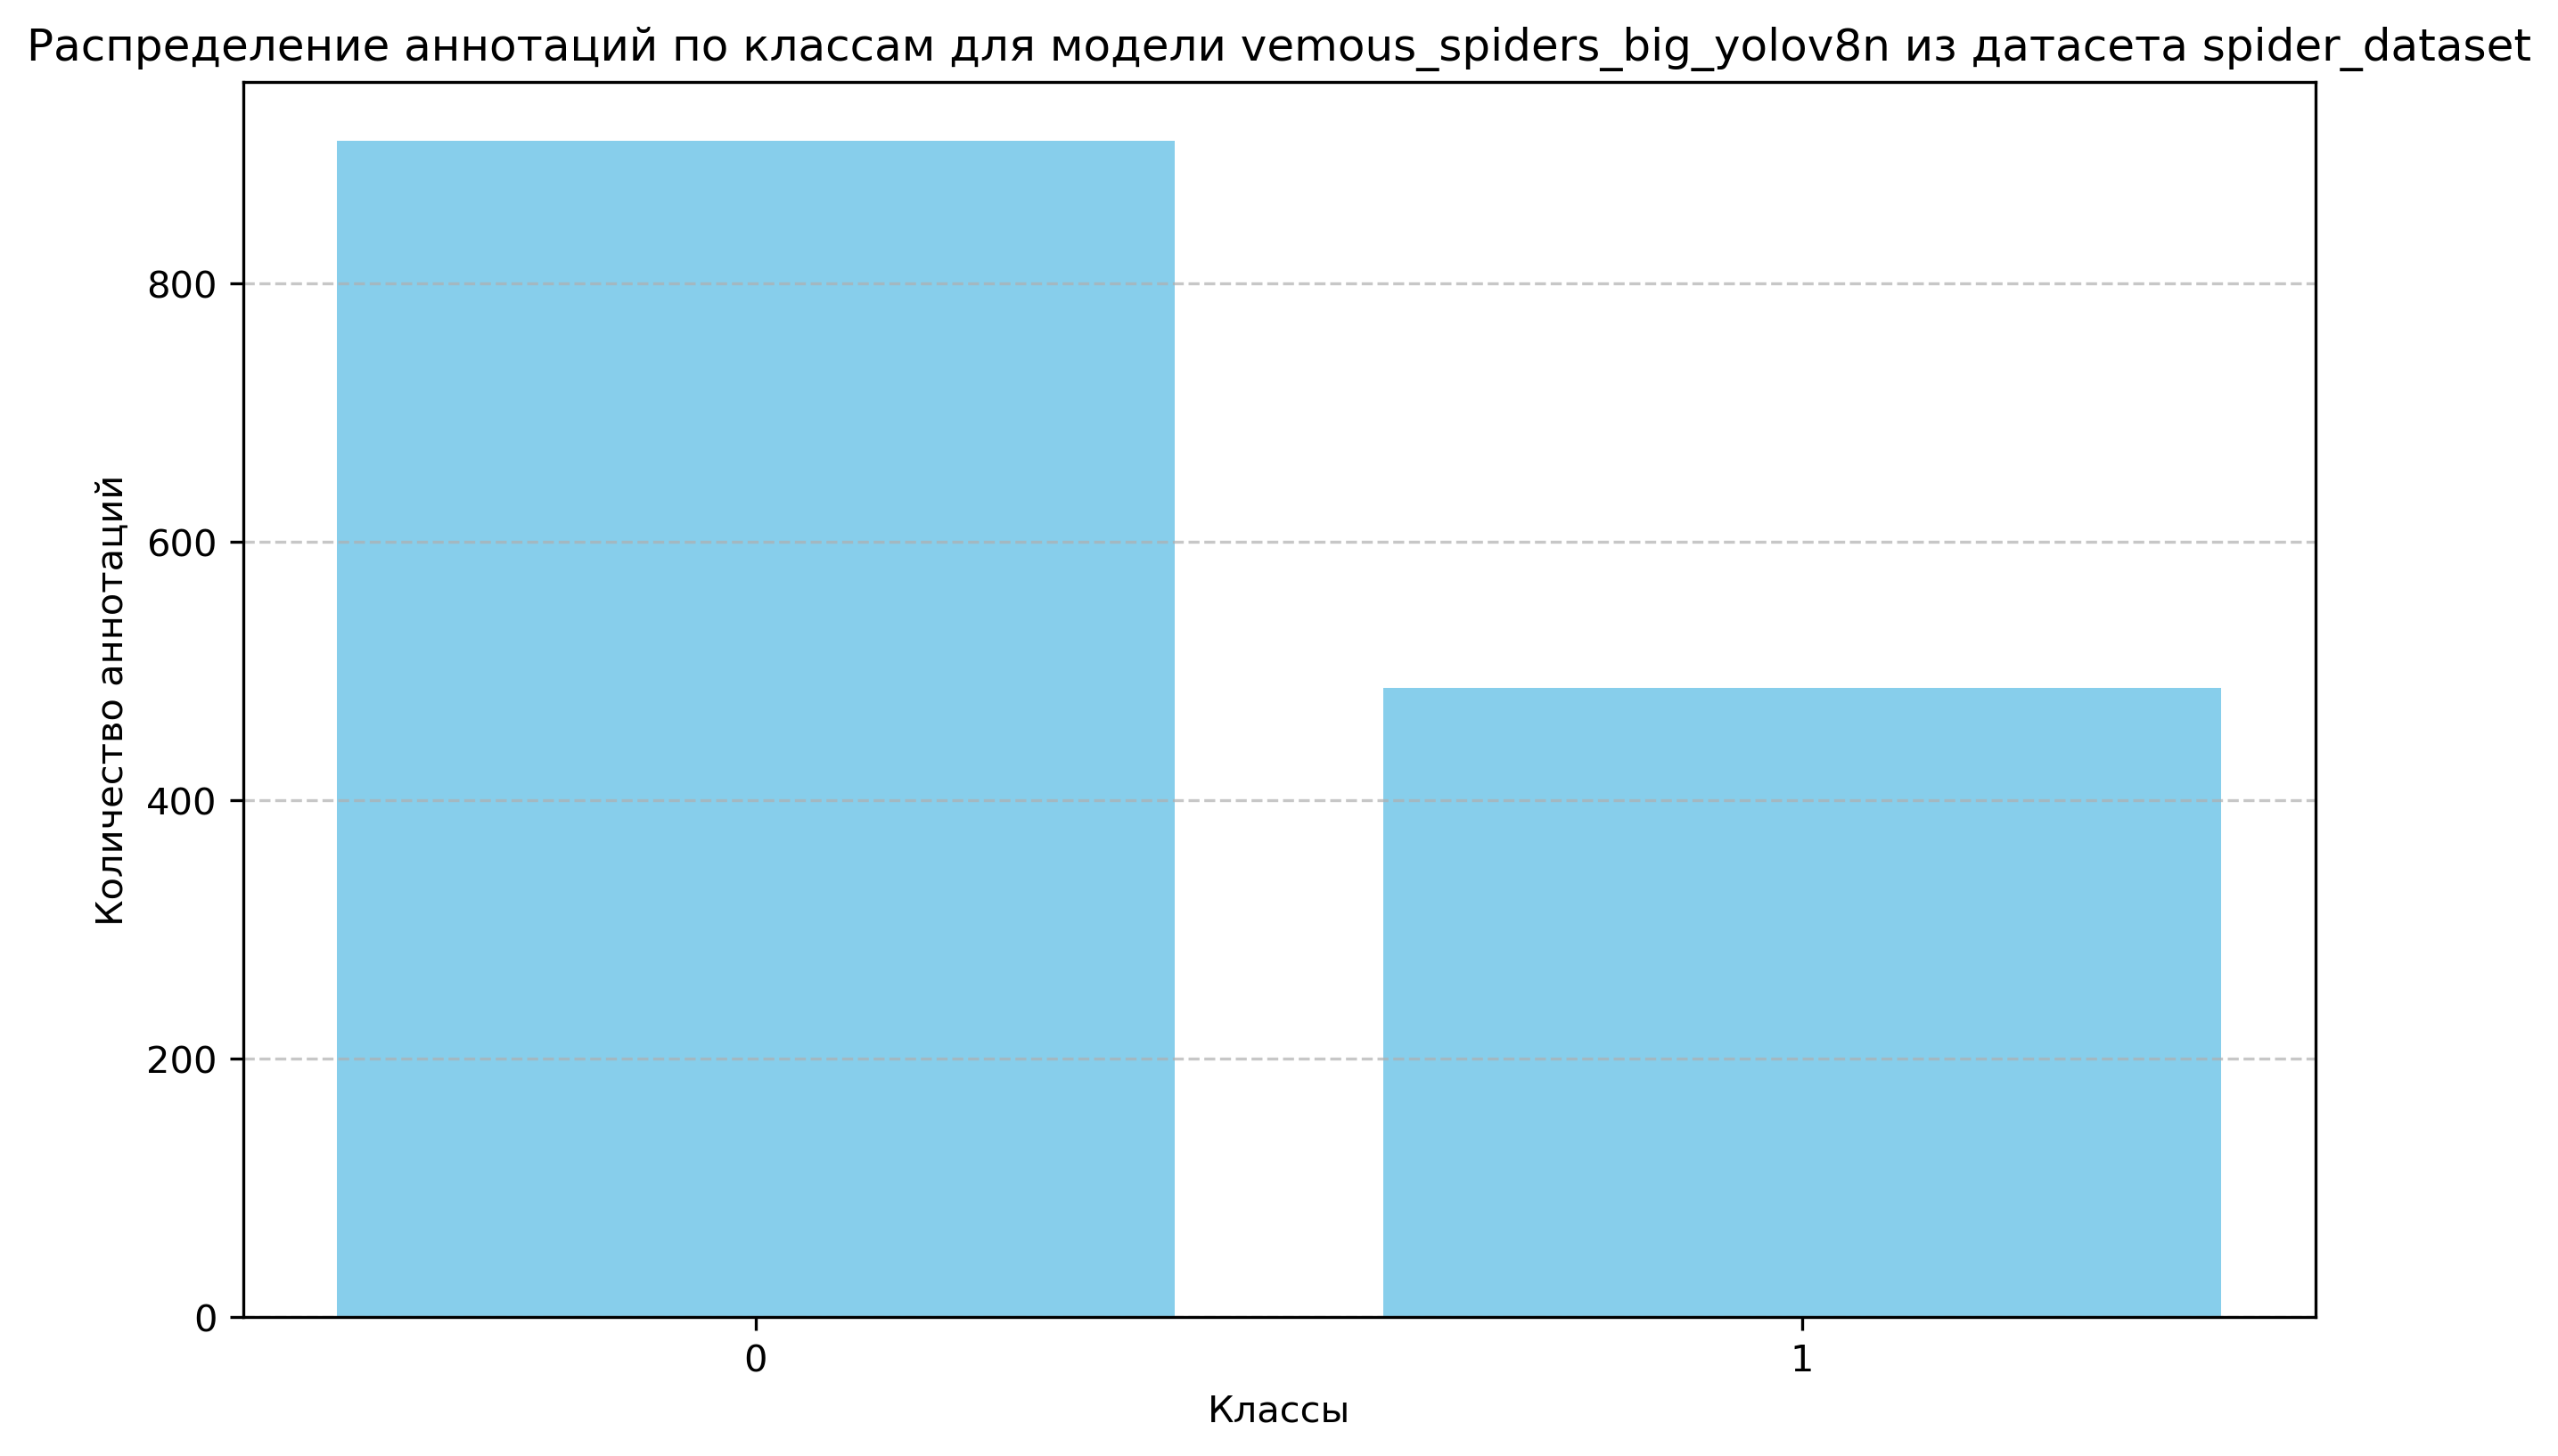 Распределение аннотаций по классам для модели vemous_spiders_big_yolov8n из датасета spider_dataset
Количество аннотаций
800
600
400
200
0
0
1
Классы